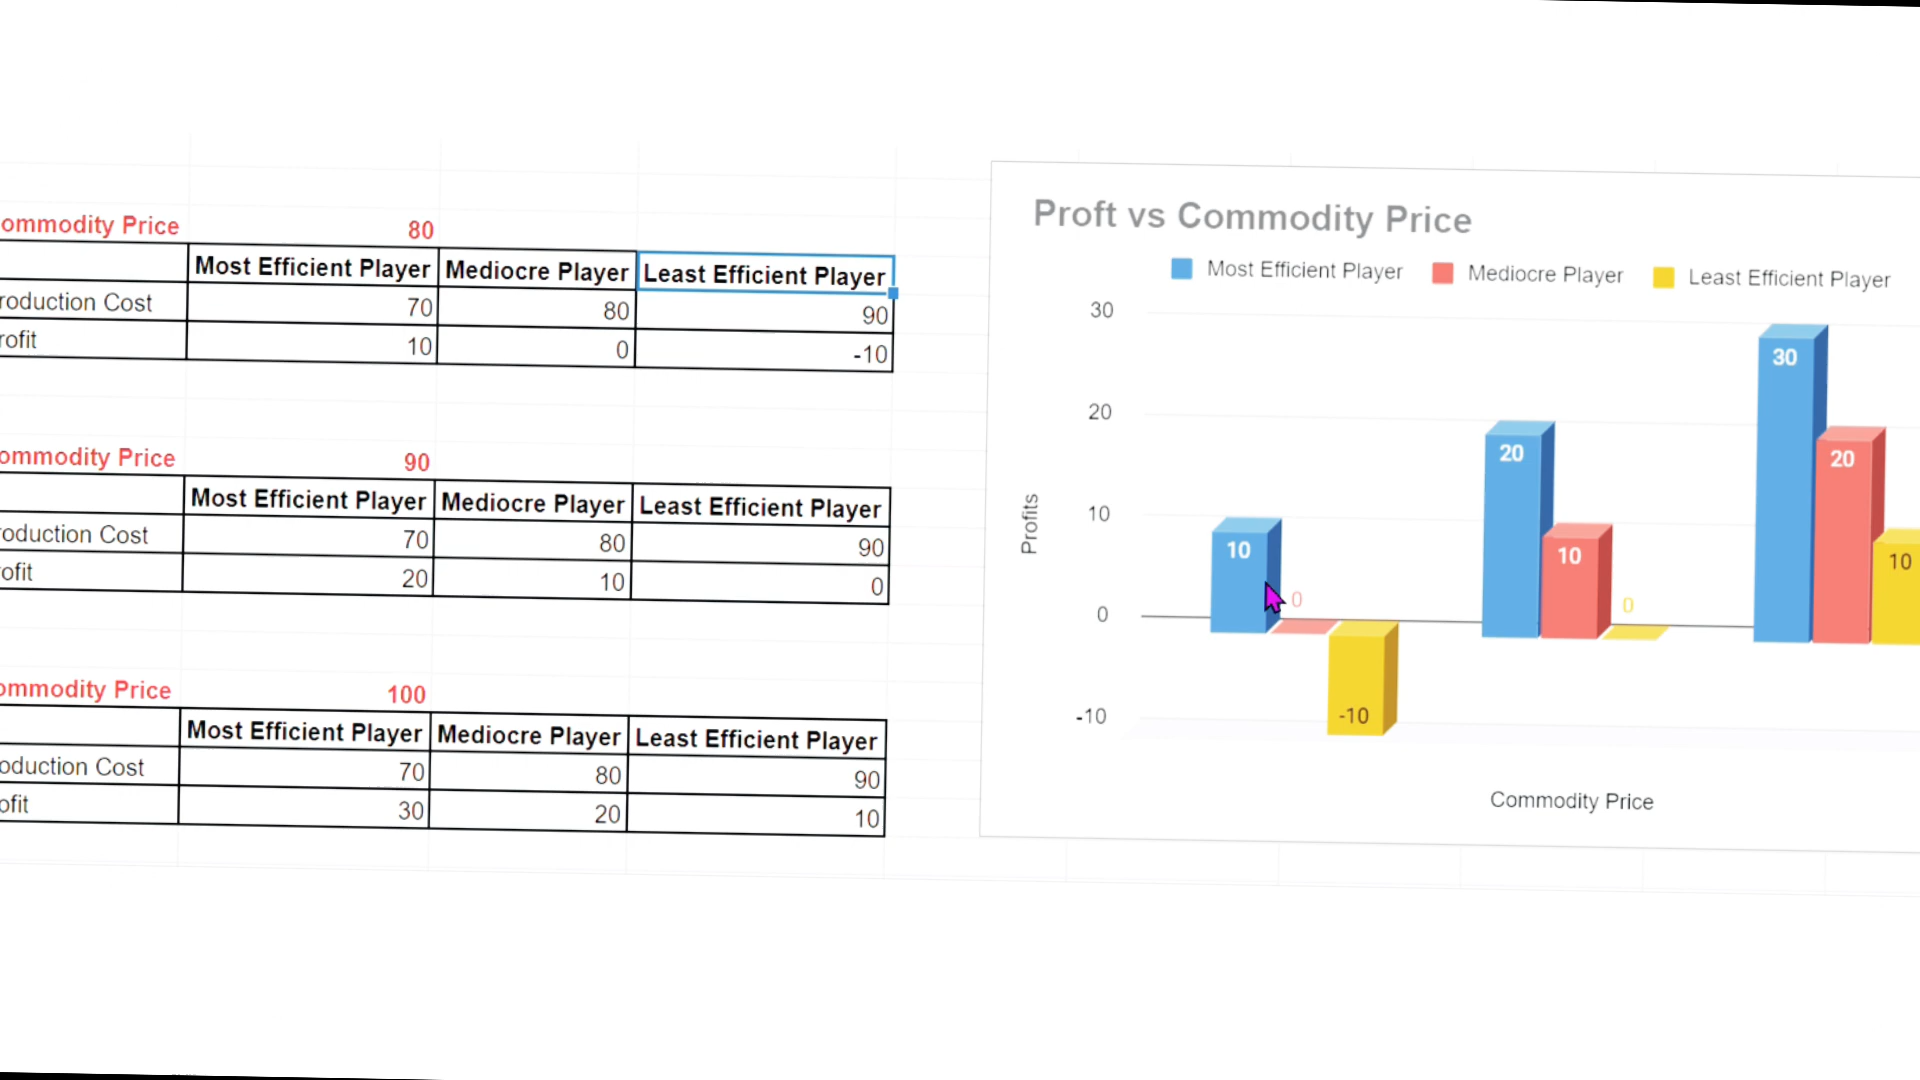 ommodity Price 80
Most Efficient Player Mediocre Player Least Efficient Player
roduction Cost 70 80 90
rofit 10 0 -10
ommodity Price 90
Most Efficient Player Mediocre Player Least Efficient Player
roduction Cost 70 80 90
ofit 20 10 0
ommodity Price 100
Most Efficient Player Mediocre Player Least Efficient Player
oduction Cost 70 80 90
ofit 30 20 10
Proft vs Commodity Price
Most Efficient Player Mediocre Player Least Efficient Player
30
20
10
0
-10
Profits
10 0 -10
20 10 0
30 20 10
Commodity Price